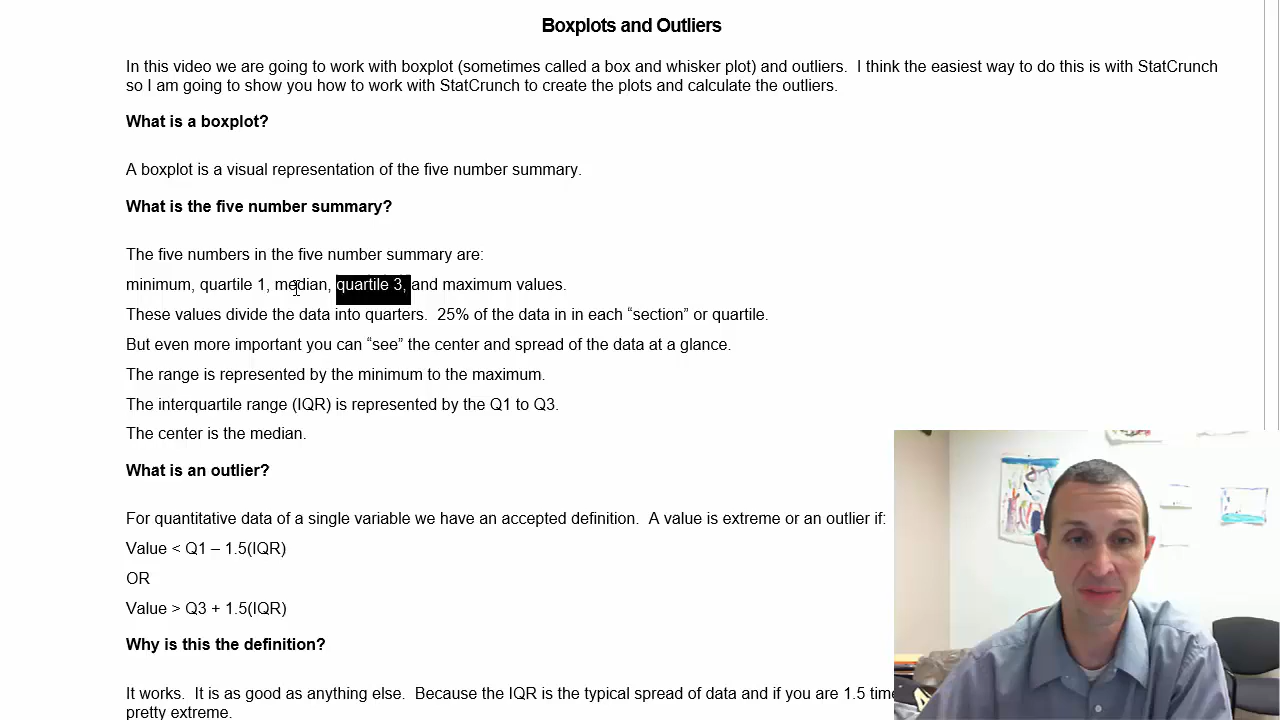 Boxplots and Outliers
In this video we are going to work with boxplot (sometimes called a box and whisker plot) and outliers.  I think the easiest way to do this is with StatCrunch
so I am going to show you how to work with StatCrunch to create the plots and calculate the outliers.
What is a boxplot?
A boxplot is a visual representation of the five number summary.
What is the five number summary?
The five numbers in the five number summary are:
minimum, quartile 1, median, quartile 3, and maximum values.
These values divide the data into quarters.  25% of the data in in each “section” or quartile.
But even more important you can “see” the center and spread of the data at a glance.
The range is represented by the minimum to the maximum.
The interquartile range (IQR) is represented by the Q1 to Q3.
The center is the median.
What is an outlier?
For quantitative data of a single variable we have an accepted definition.  A value is extreme or an outlier if:
Value < Q1 – 1.5(IQR)
OR
Value > Q3 + 1.5(IQR)
Why is this the definition?
It works.  It is as good as anything else.  Because the IQR is the typical spread of data and if you are 1.5
pretty extreme.